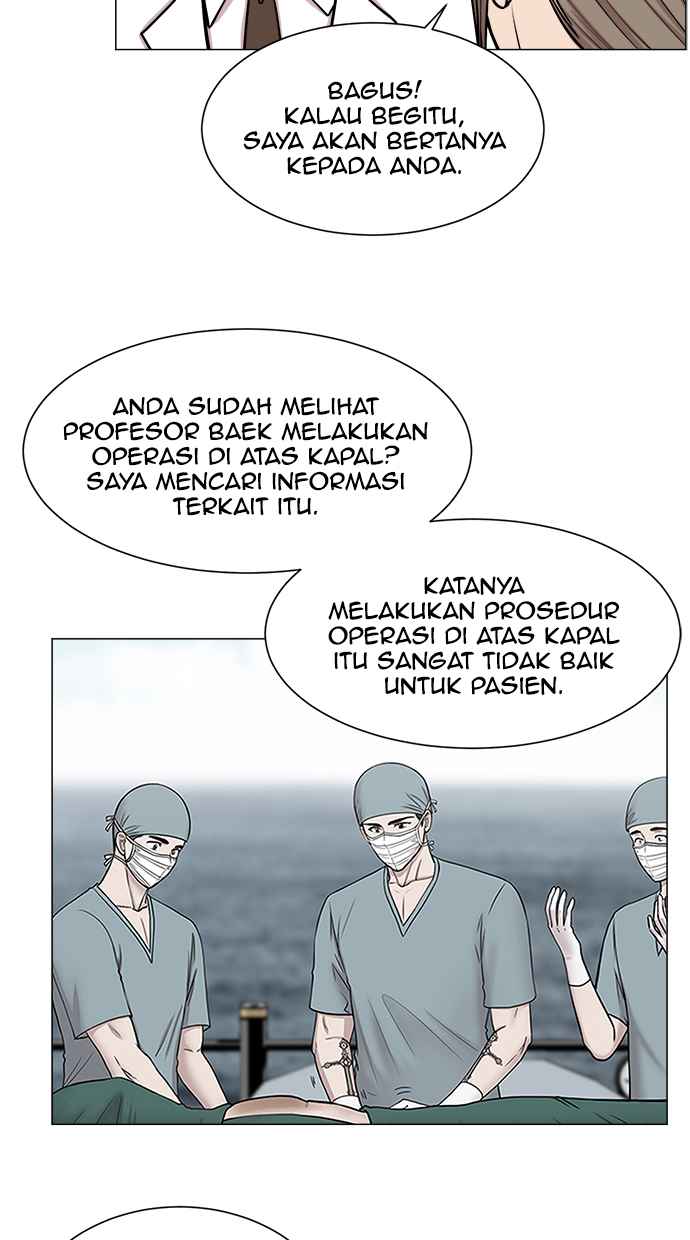 BAGUS!
KALAU BEGITU,
SAYA AKAN BERTANYA
KEPADA ANDA.
ANDA SUDAH MELIHAT
PROFESOR BAEK MELAKUKAN
OPERASI DI ATAS KAPAL?
SAYA MENCARI INFORMASI
TERKAIT ITU.
KATANYA
MELAKUKAN PROSEDUR
OPERASI DI ATAS KAPAL
ITU SANGAT TIDAK BAIK
UNTUK PASIEN.